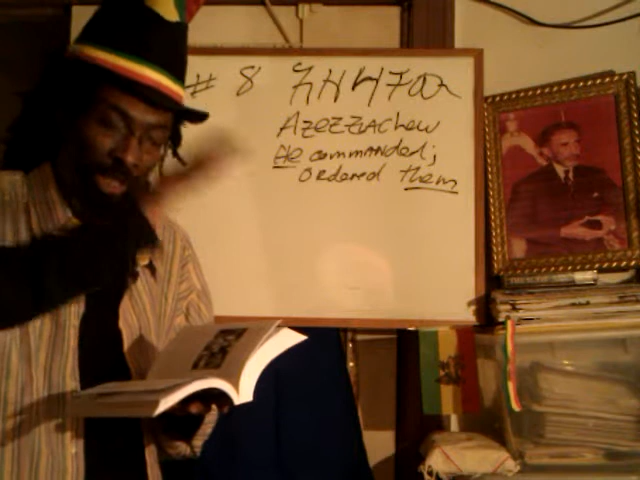 # 8 አዘዛቸው
AzezzAChew
He commanded;
ordered them